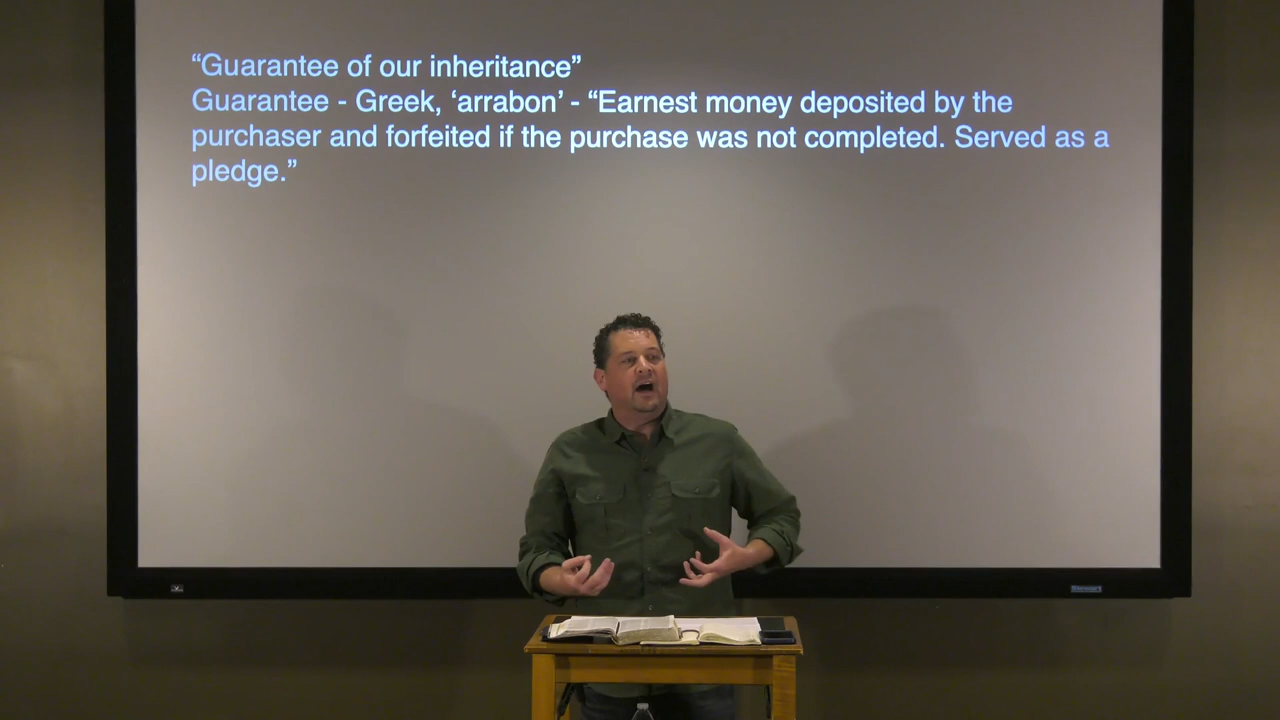 “Guarantee of our inheritance”
Guarantee - Greek, ‘arrabon’ - “Earnest money deposited by the
purchaser and forfeited if the purchase was not completed. Served as a
pledge.”